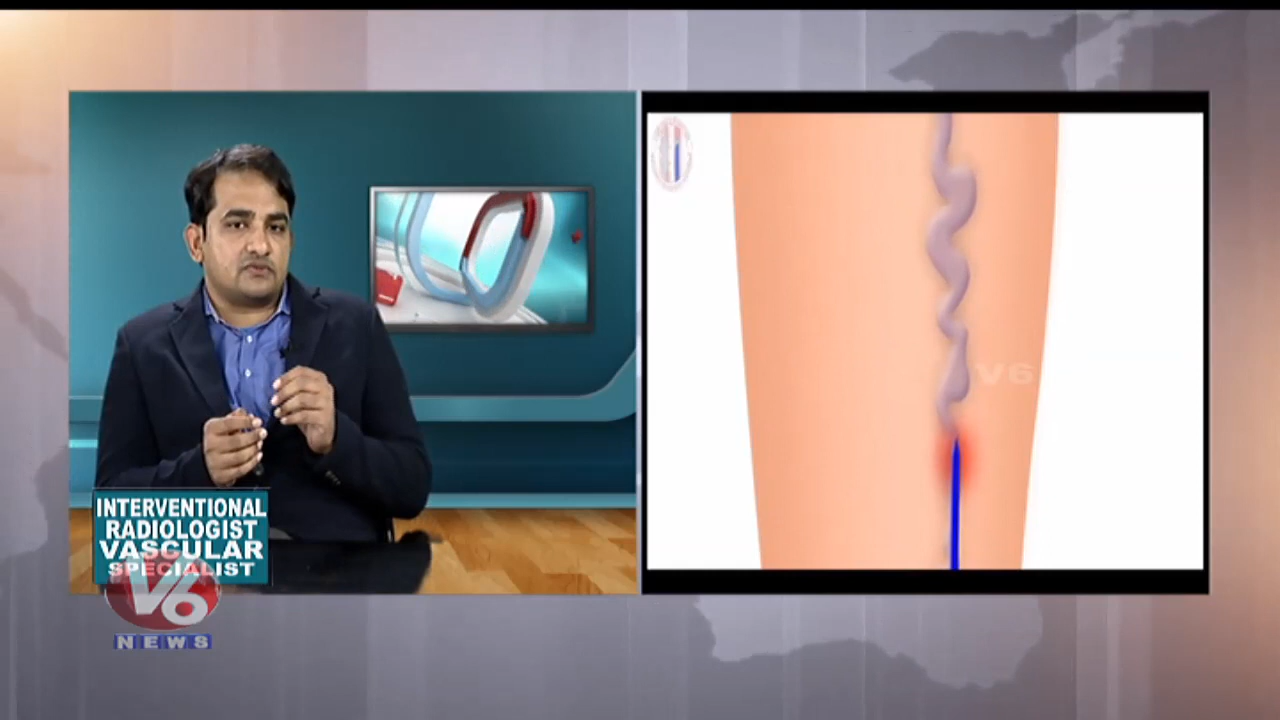 INTERVENTIONAL
RADIOLOGIST
VASCULAR
SPECIALIST
V6
NEWS
V6